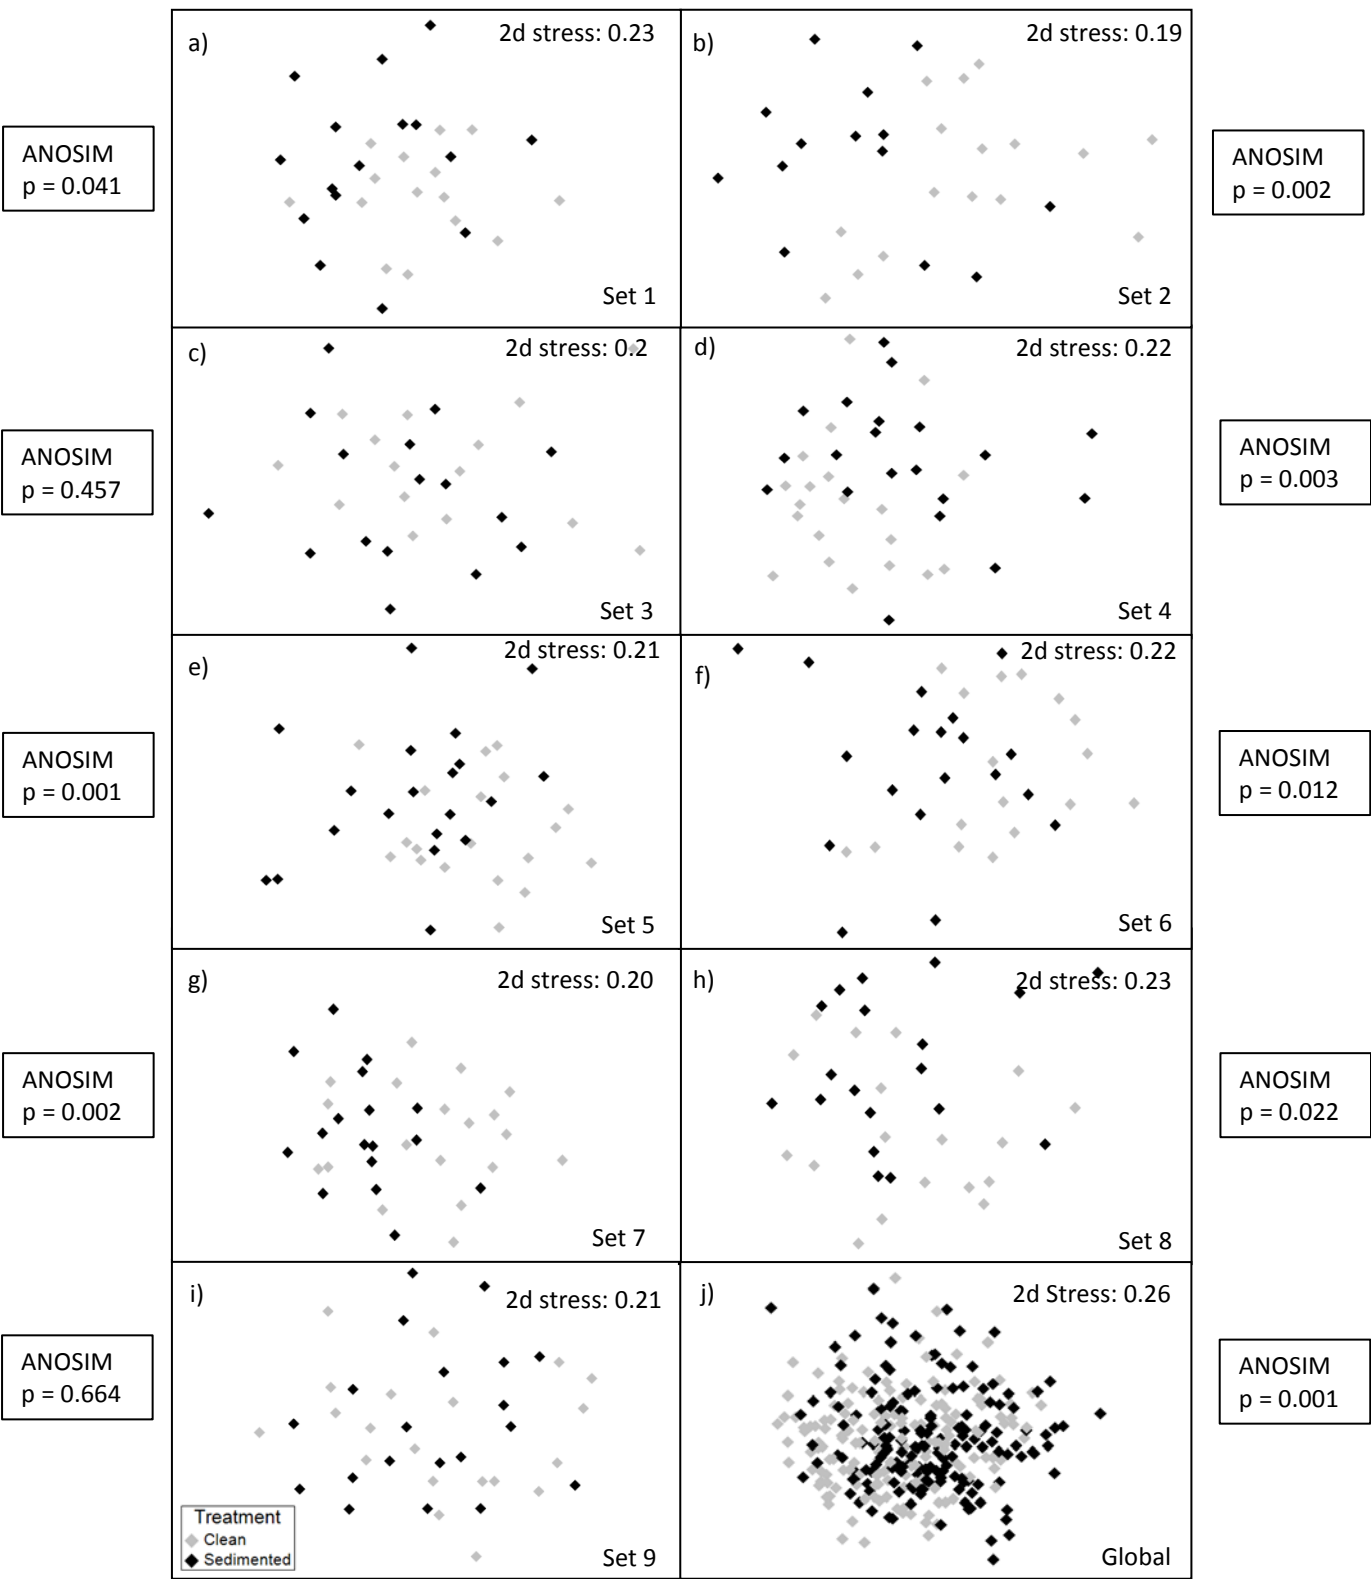 a)
2d stress: 0.23
b)
2d stress: 0.19
ANOSIM
p = 0.041
ANOSIM
p = 0.002
Set 1
Set 2
c)
2d stress: 0.2
d)
2d stress: 0.22
ANOSIM
p = 0.457
ANOSIM
p = 0.003
Set 3
Set 4
e)
2d stress: 0.21
f)
2d stress: 0.22
ANOSIM
p = 0.001
ANOSIM
p = 0.012
Set 5
Set 6
g)
2d stress: 0.20
h)
2d stress: 0.23
ANOSIM
p = 0.002
ANOSIM
p = 0.022
Set 7
Set 8
i)
2d stress: 0.21
j)
2d Stress: 0.26
ANOSIM
p = 0.664
ANOSIM
p = 0.001
Treatment
Clean
Sedimented
Set 9
Global